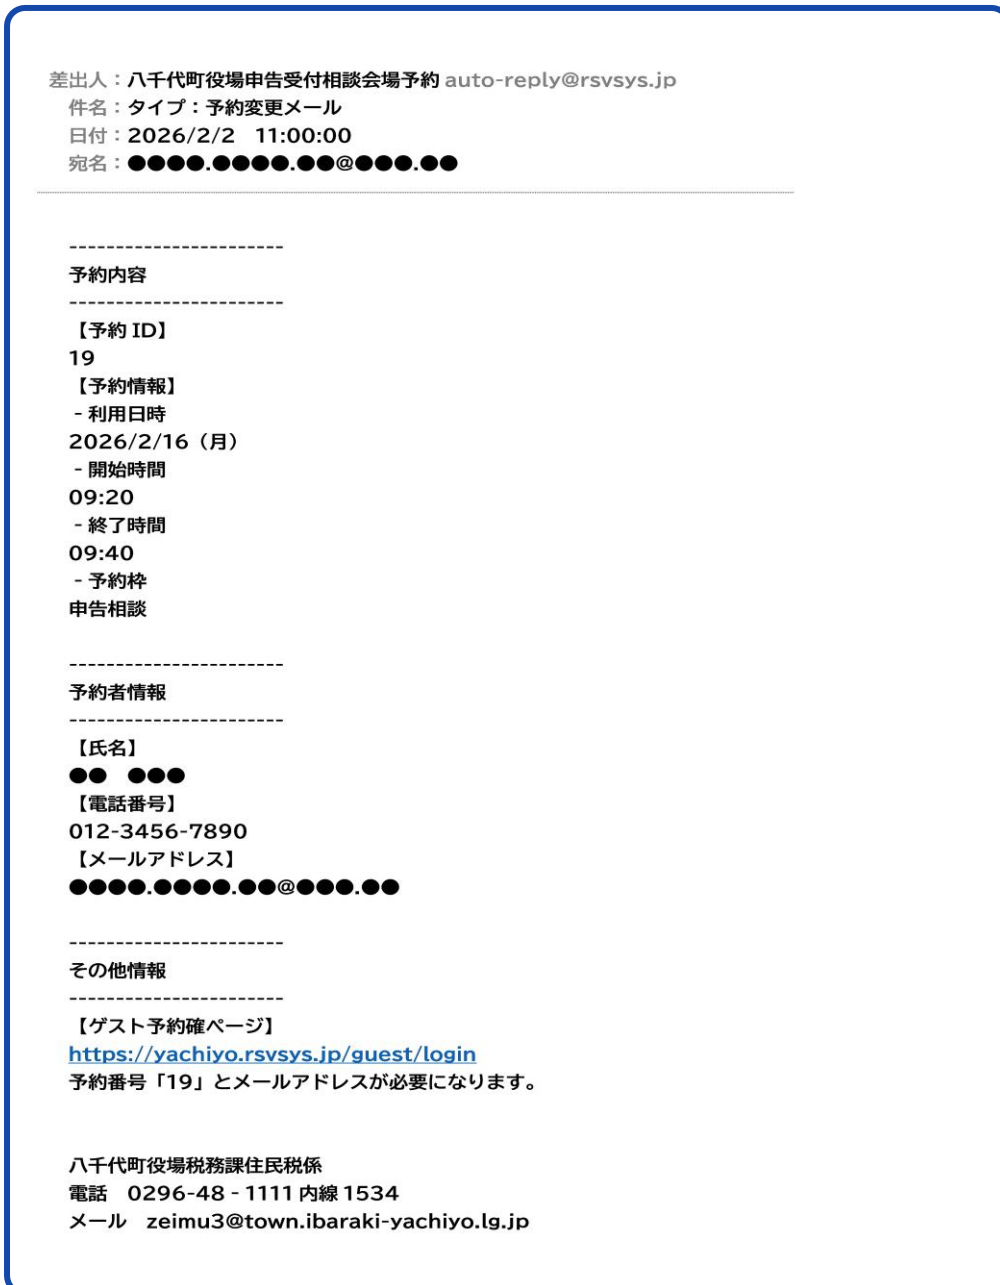 差出人：八千代町役場申告受付相談会場予約 auto-reply@rsvsys.jp
件名：タイプ：予約変更メール
日付：2026/2/2　11:00:00
宛名：●●●●.●●●●.●●@●●●.●●
-----------------------
予約内容
-----------------------
【予約 ID】
19
【予約情報】
- 利用日時
2026/2/16（月）
- 開始時間
09:20
- 終了時間
09:40
- 予約枠
申告相談
-----------------------
予約者情報
-----------------------
【氏名】
●●　●●●
【電話番号】
012-3456-7890
【メールアドレス】
●●●●.●●●●.●●@●●●.●●
-----------------------
その他情報
-----------------------
【ゲスト予約確ページ】
https://yachiyo.rsvsys.jp/guest/login
予約番号「19」とメールアドレスが必要になります。
八千代町役場税務課住民税係
電話　0296-48‐1111 内線 1534
メール　zeimu3@town.ibaraki-yachiyo.lg.jp